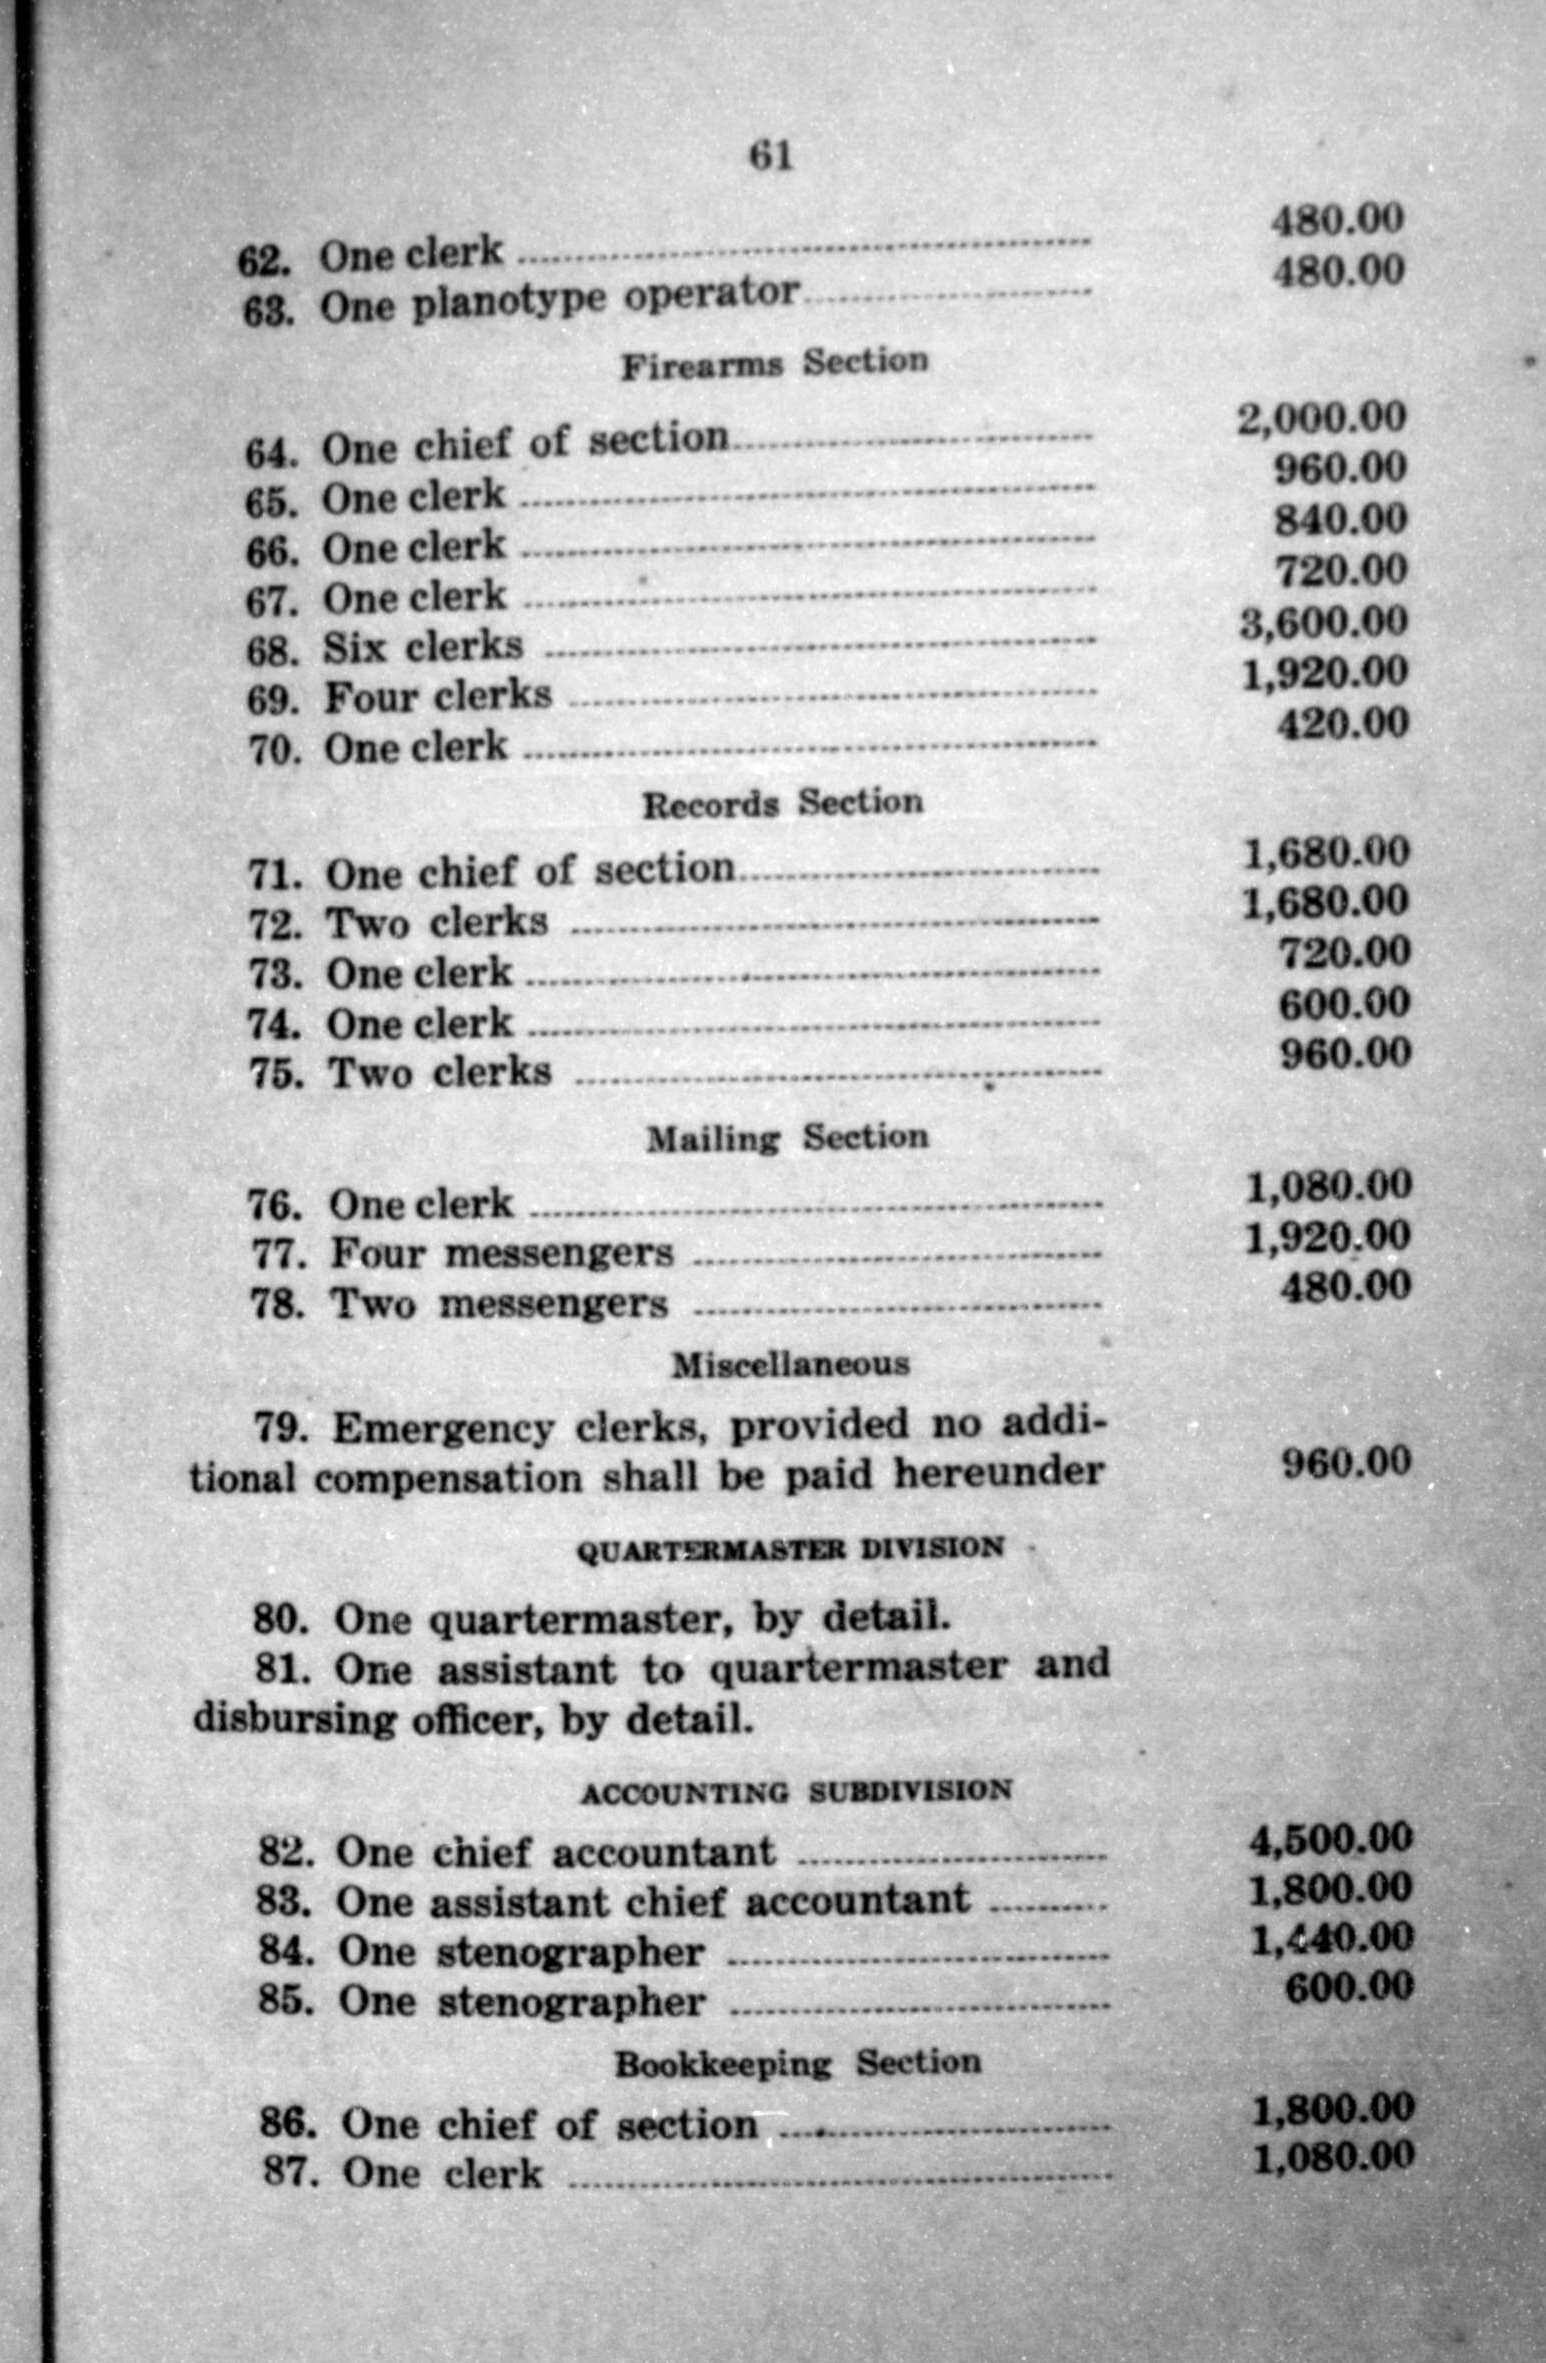 61
62. One clerk 480.00
63. One planotype operator 480.00
Firearms Section
64. One chief of section 2,000.00
65. One clerk 960.00
66. One clerk 840.00
67. One clerk 720.00
68. Six clerks 3,600.00
69. Four clerks 1,920.00
70. One clerk 420.00
Records Section
71. One chief of section 1,680.00
72. Two clerks 1,680.00
73. One clerk 720.00
74. One clerk 600.00
75. Two clerks 960.00
Mailing Section
76. One clerk 1,080.00
77. Four messengers 1,920.00
78. Two messengers 480.00
Miscellaneous
79. Emergency clerks, provided no addi-
tional compensation shall be paid hereunder 960.00
QUARTERMASTER DIVISION
80. One quartermaster, by detail.
81. One assistant to quartermaster and
disbursing officer, by detail.
ACCOUNTING SUBDIVISION
82. One chief accountant 4,500.00
83. One assistant chief accountant 1,800.00
84. One stenographer 1,440.00
85. One stenographer 600.00
Bookkeeping Section
86. One chief of section 1,800.00
87. One clerk 1,080.00